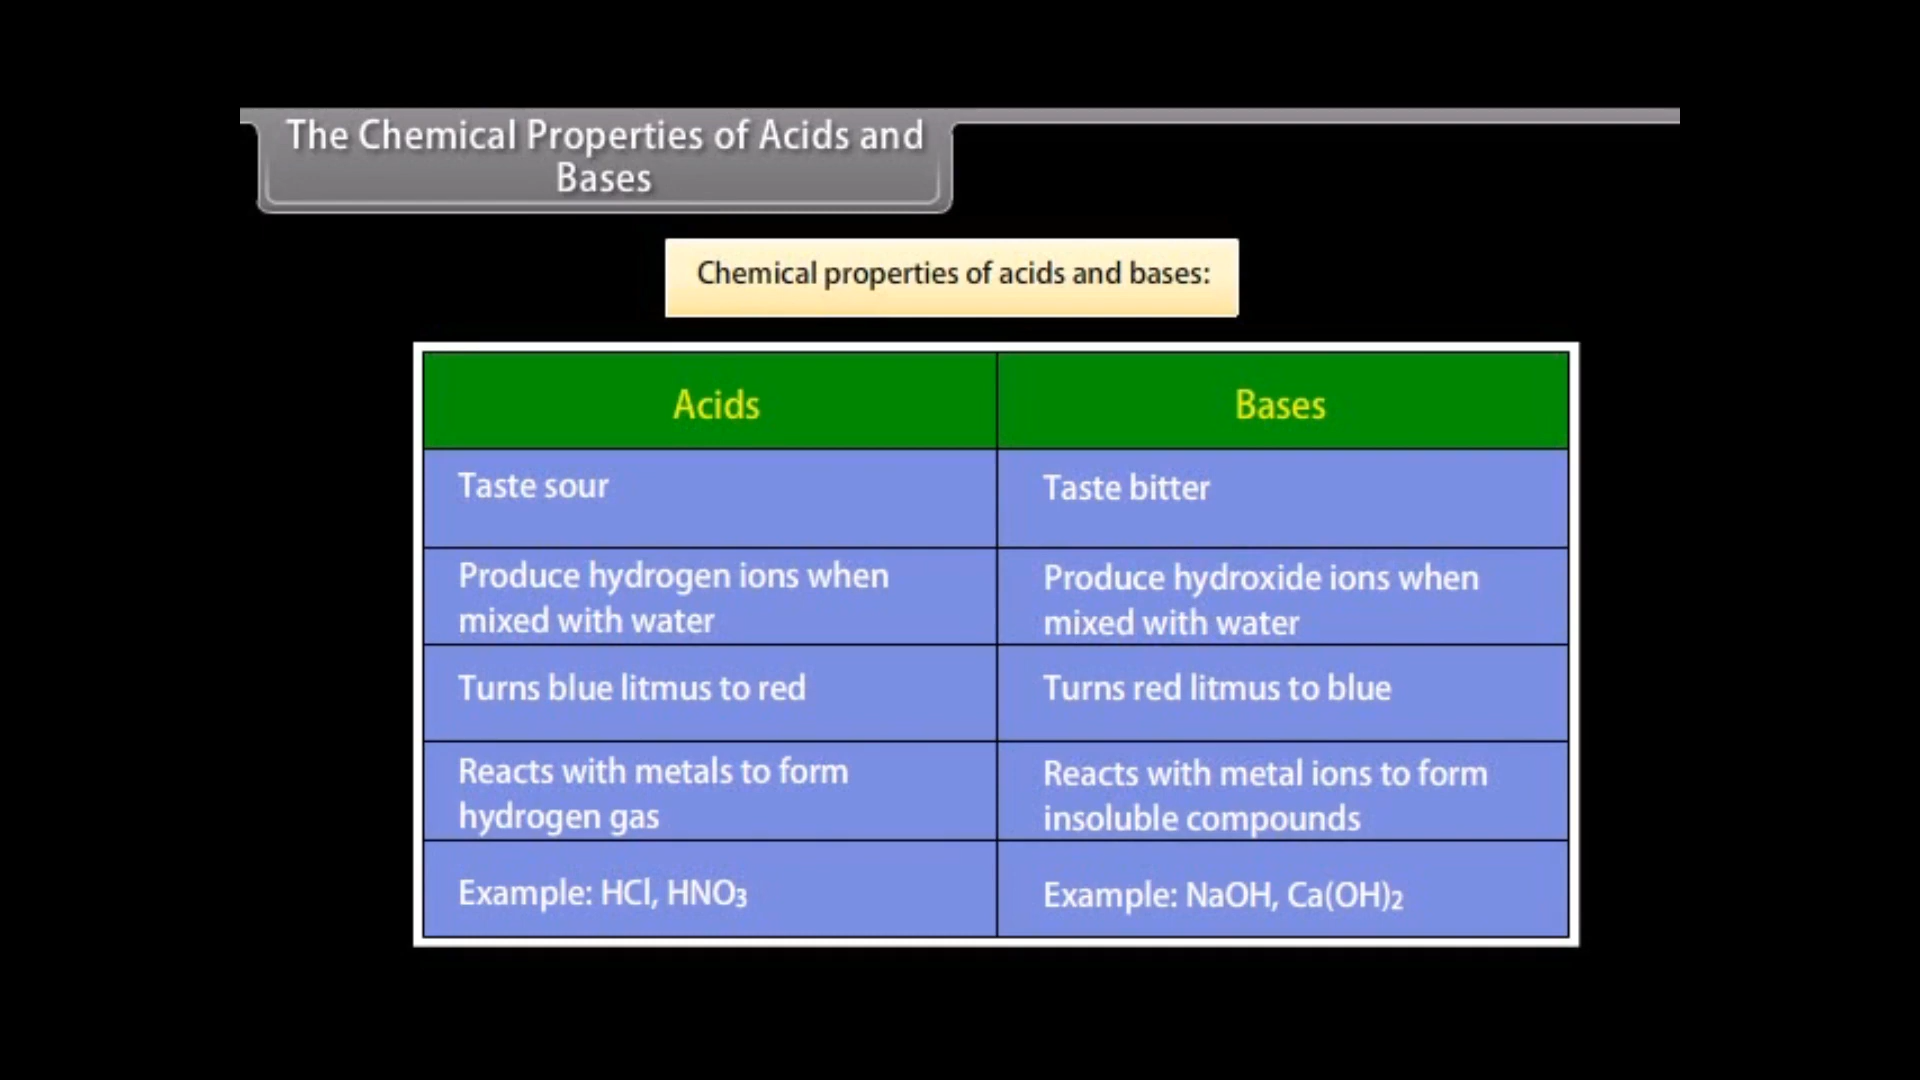 The Chemical Properties of Acids and
Bases
Chemical properties of acids and bases:
Acids
Bases
Taste sour
Taste bitter
Produce hydrogen ions when
mixed with water
Produce hydroxide ions when
mixed with water
Turns blue litmus to red
Turns red litmus to blue
Reacts with metals to form
hydrogen gas
Reacts with metal ions to form
insoluble compounds
Example: HCl, HNO₃
Example: NaOH, Ca(OH)₂